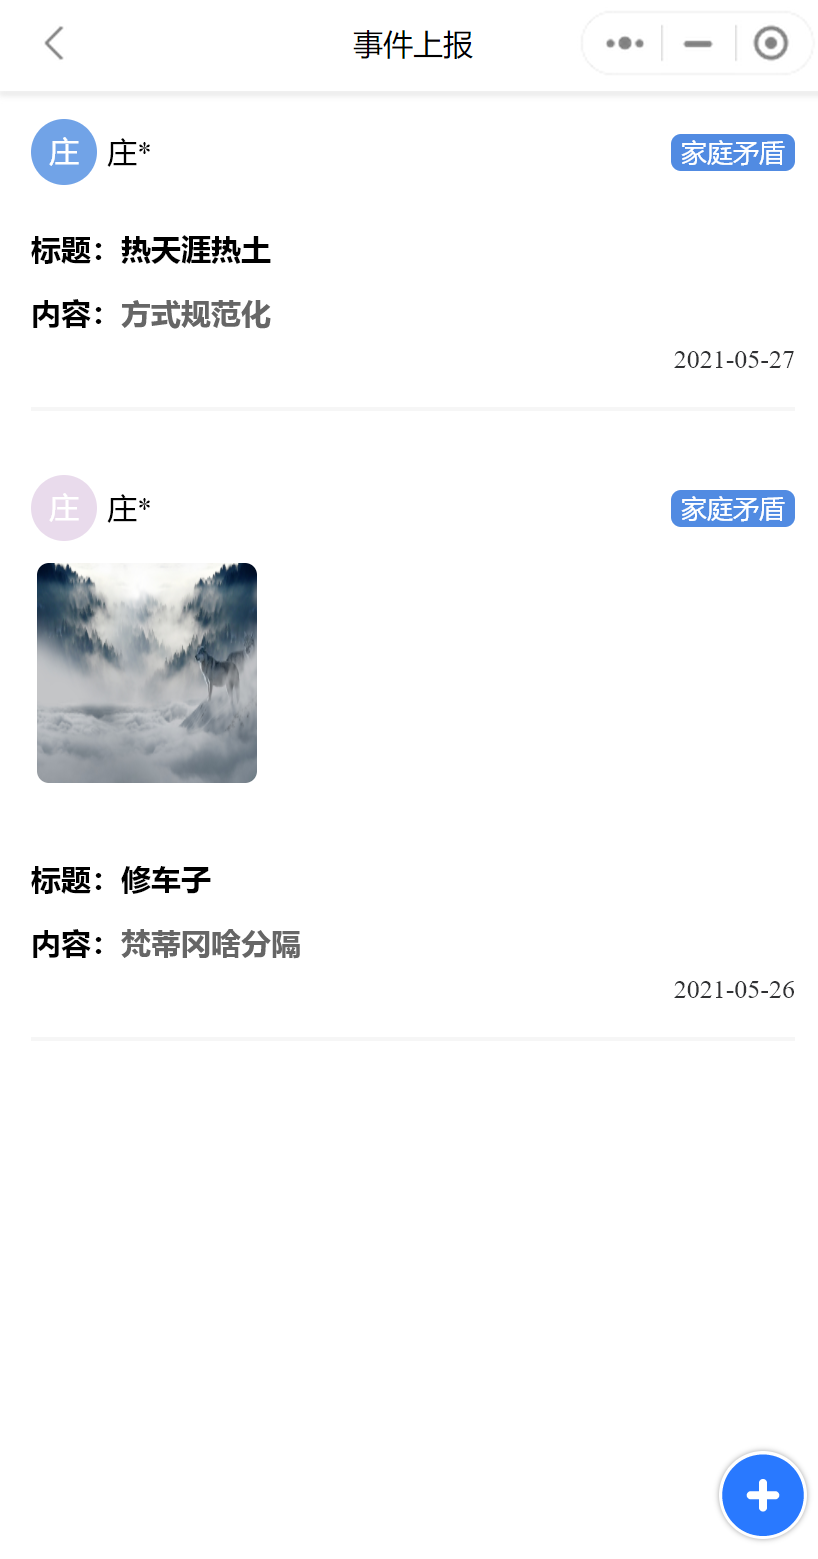 事件上报
庄 庄* 家庭矛盾
标题：热天涯热土
内容：方式规范化
2021-05-27
庄 庄* 家庭矛盾
标题：修车子
内容：梵蒂冈啥分隔
2021-05-26